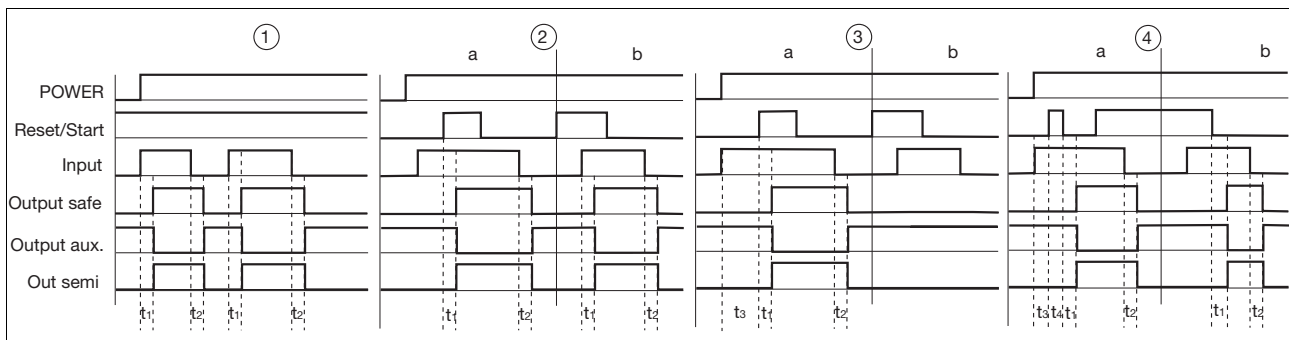 1 2 3 4
a b a b a b
POWER
Reset/Start
Input
Output safe
Output aux.
Out semi
t1 t2 t1 t2 t1 t2 t1 t2 t3 t1 t2 t3 t4 t1 t2 t1 t2